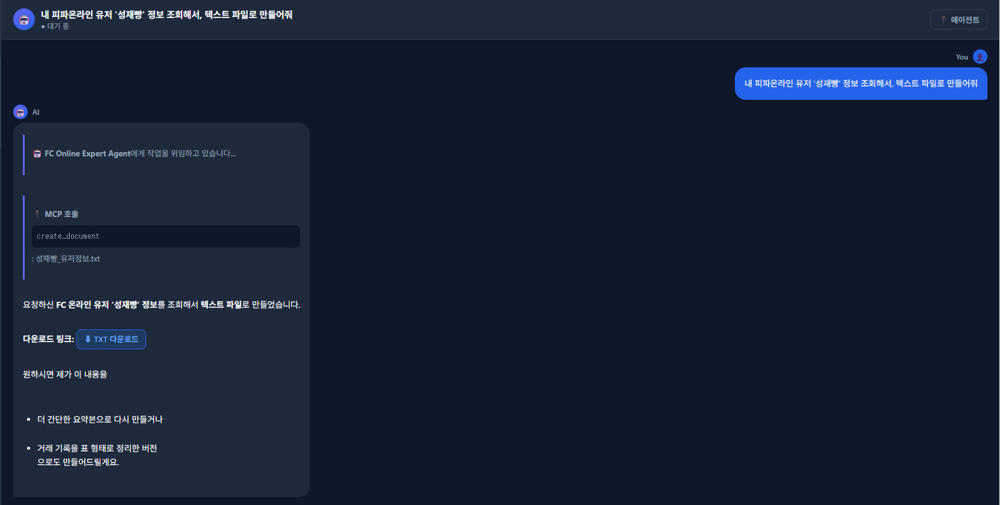 내 피파온라인 유저 '성재빵' 정보 조회해서, 텍스트 파일로 만들어줘
대기 중
에이전트
You
내 피파온라인 유저 '성재빵' 정보 조회해서, 텍스트 파일로 만들어줘
AI
FC Online Expert Agent에게 작업을 위임하고 있습니다...
MCP 호출
create_document
: 성재빵_유저정보.txt
요청하신 FC 온라인 유저 ‘성재빵’ 정보를 조회해서 텍스트 파일로 만들었습니다.
다운로드 링크: ⬇ TXT 다운로드
원하시면 제가 이 내용을
• 더 간단한 요약본으로 다시 만들거나
• 거래 기록을 표 형태로 정리한 버전
으로도 만들어드릴게요.